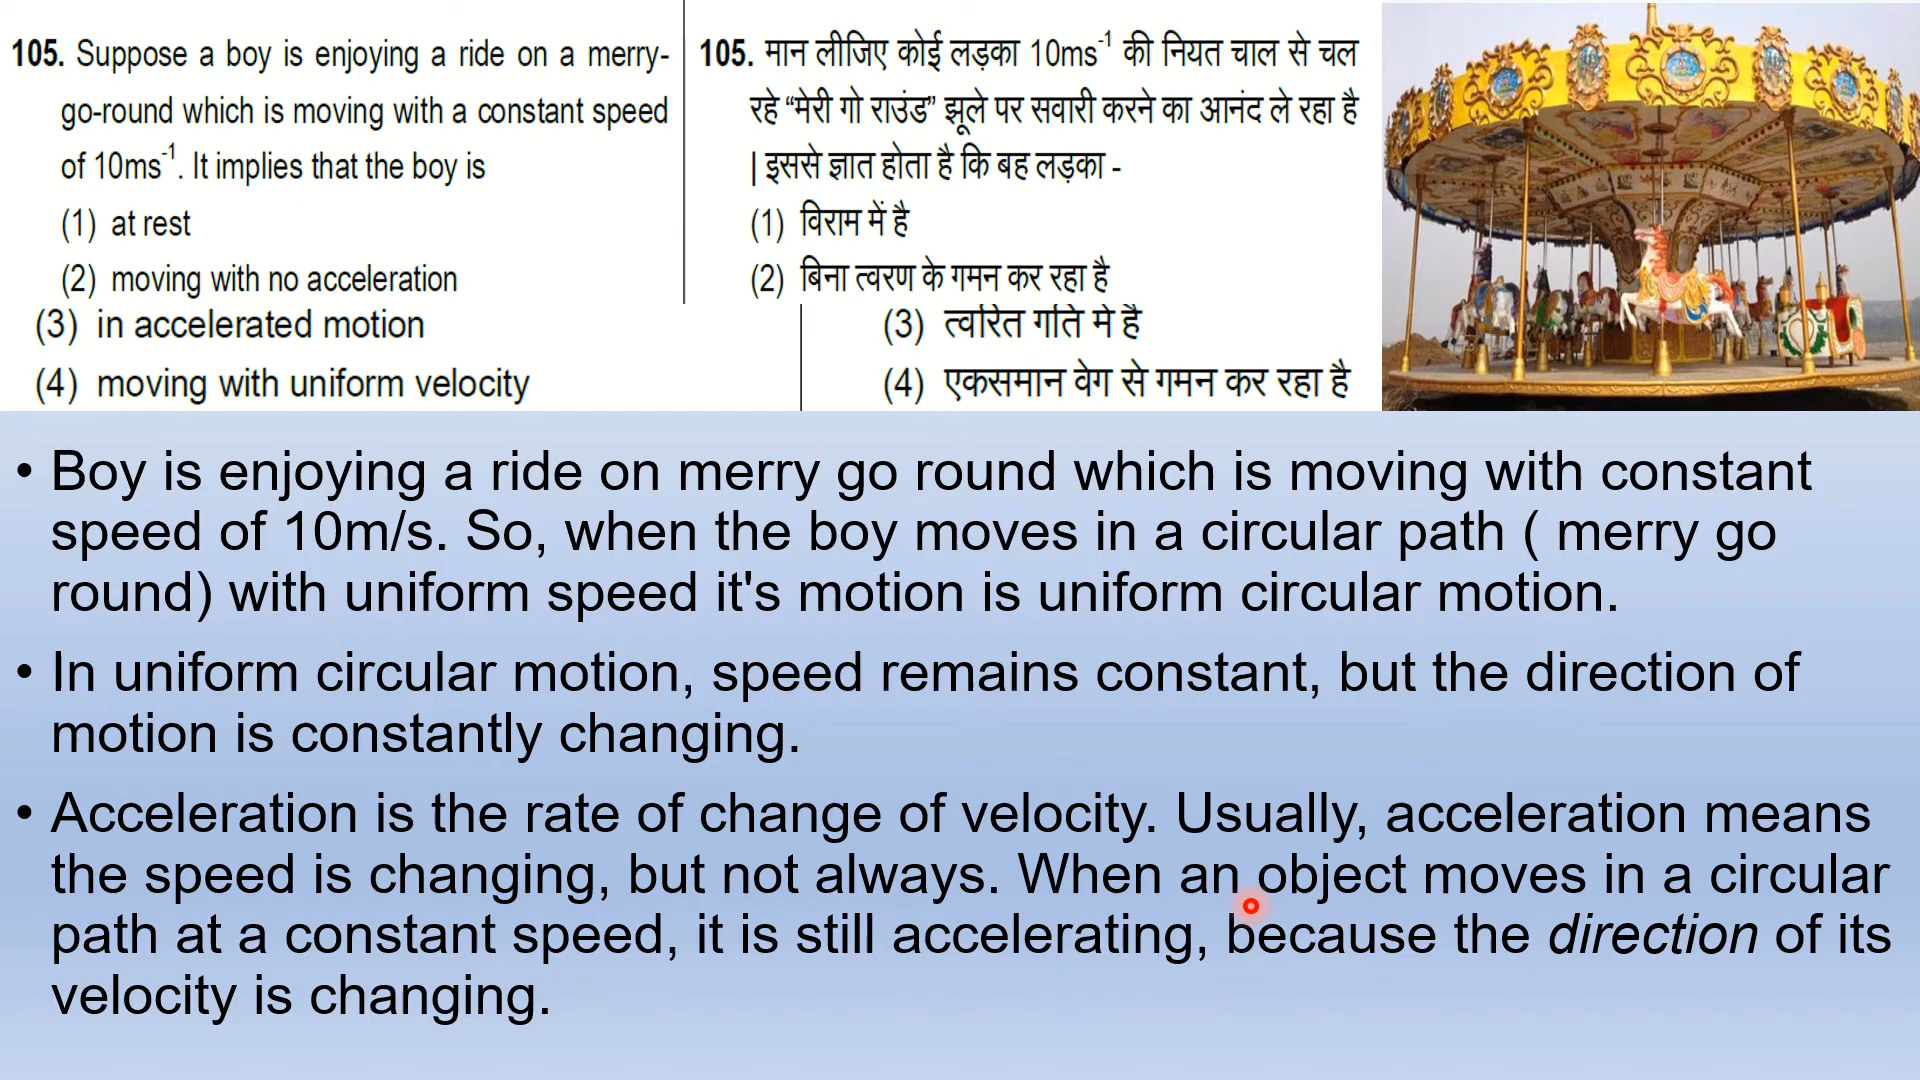 105. Suppose a boy is enjoying a ride on a merry-
go-round which is moving with a constant speed
of 10ms-1. It implies that the boy is
(1) at rest
(2) moving with no acceleration
(3) in accelerated motion
(4) moving with uniform velocity
105. मान लीजिए कोई लड़का 10ms-1 की नियत चाल से चल
रहे “मेरी गो राउंड” झूले पर सवारी करने का आनंद ले रहा है
| इससे ज्ञात होता है कि बह लड़का -
(1) विराम में है
(2) बिना त्वरण के गमन कर रहा है
(3) त्वरित गति मे है
(4) एकसमान वेग से गमन कर रहा है
• Boy is enjoying a ride on merry go round which is moving with constant
speed of 10m/s. So, when the boy moves in a circular path ( merry go
round) with uniform speed it's motion is uniform circular motion.
• In uniform circular motion, speed remains constant, but the direction of
motion is constantly changing.
• Acceleration is the rate of change of velocity. Usually, acceleration means
the speed is changing, but not always. When an object moves in a circular
path at a constant speed, it is still accelerating, because the direction of its
velocity is changing.